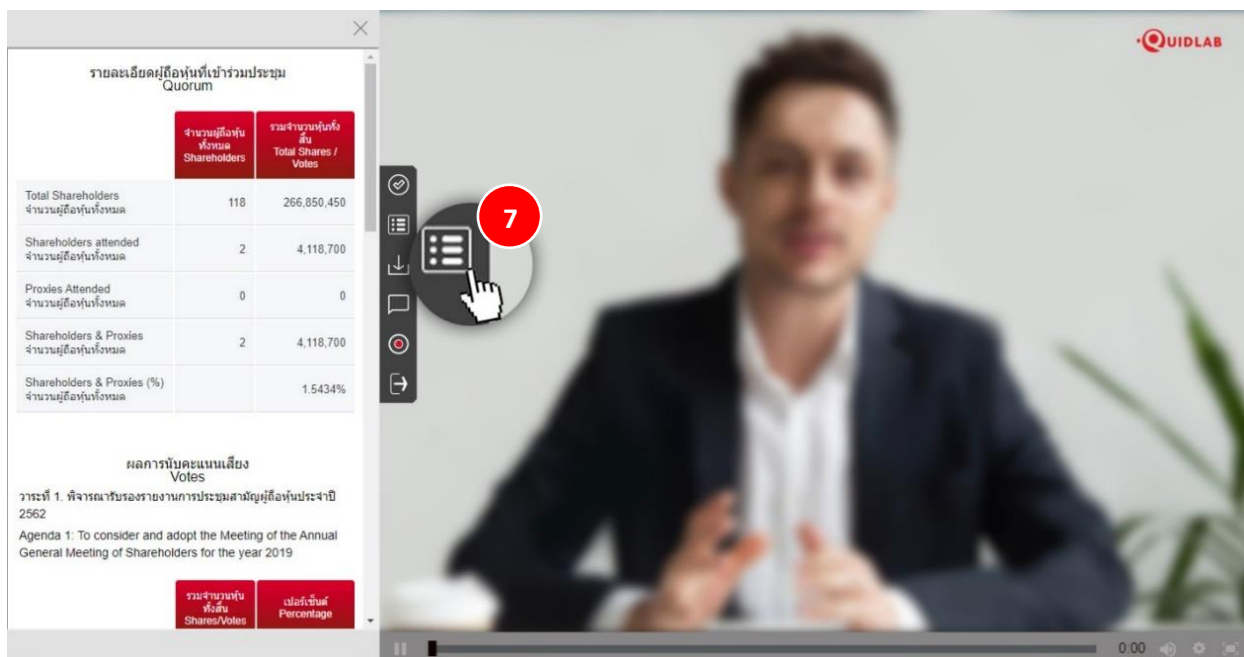 รายละเอียดผู้ถือหุ้นที่เข้าร่วมประชุม
Quorum
จำนวนผู้ถือหุ้น
ทั้งหมด
Shareholders
รวมจำนวนหุ้นทั้ง
สิ้น
Total Shares /
Votes
Total Shareholders
จำนวนผู้ถือหุ้นทั้งหมด
118
266,850,450
Shareholders attended
จำนวนผู้ถือหุ้นทั้งหมด
2
4,118,700
Proxies Attended
จำนวนผู้ถือหุ้นทั้งหมด
0
0
Shareholders & Proxies
จำนวนผู้ถือหุ้นทั้งหมด
2
4,118,700
Shareholders & Proxies (%)
จำนวนผู้ถือหุ้นทั้งหมด
1.5434%
ผลการนับคะแนนเสียง
Votes
วาระที่ 1. พิจารณารับรองรายงานการประชุมสามัญผู้ถือหุ้นประจำปี
2562
Agenda 1: To consider and adopt the Meeting of the Annual
General Meeting of Shareholders for the year 2019
รวมจำนวนหุ้น
ทั้งสิ้น
Shares/Votes
เปอร์เซ็นต์
Percentage
7
QUIDLAB
0:00